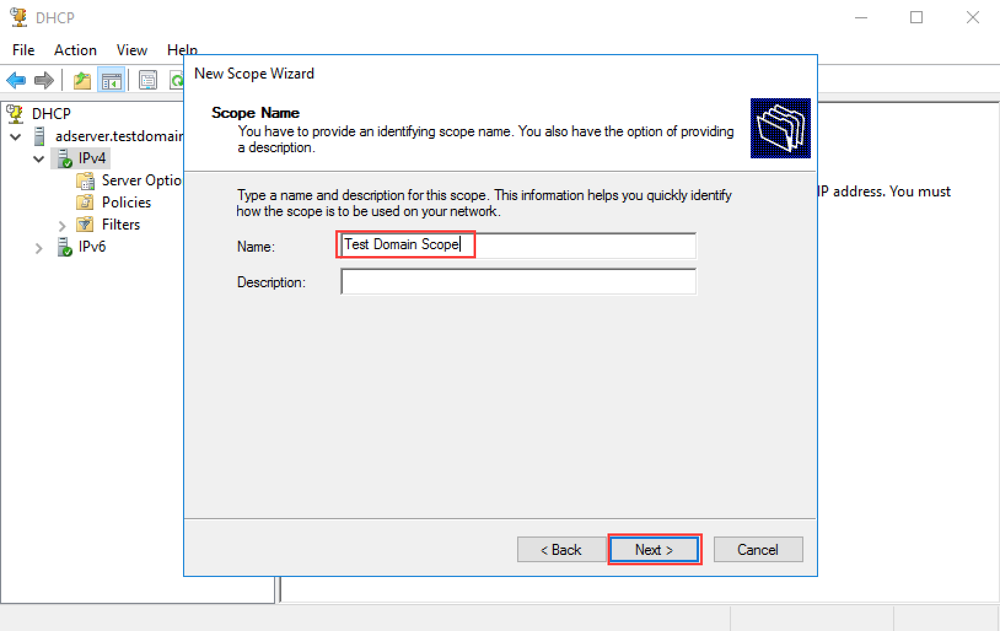 DHCP
File Action View Help
New Scope Wizard
Scope Name
You have to provide an identifying scope name. You also have the option of providing
a description.
DHCP
adserver.testdomain
IPv4
Server Optio
Policies
Filters
IPv6
Type a name and description for this scope. This information helps you quickly identify
how the scope is to be used on your network.
Name: Test Domain Scope
Description:
IP address. You must
< Back Next > Cancel